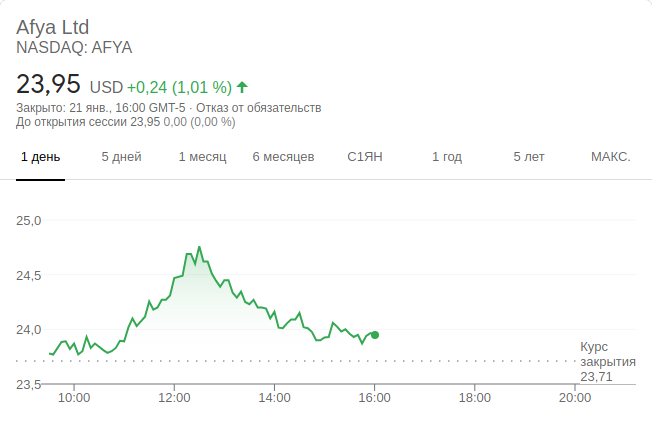 Afya Ltd
NASDAQ: AFYA
23,95 USD +0,24 (1,01 %)
Закрыто: 21 янв., 16:00 GMT-5 · Отказ от обязательств
До открытия сессии 23,95 0,00 (0,00 %)
1 день 5 дней 1 месяц 6 месяцев С1ЯН 1 год 5 лет МАКС.
25,0
24,5
24,0
Курс
закрытия
23,71
23,5
10:00 12:00 14:00 16:00 18:00 20:00